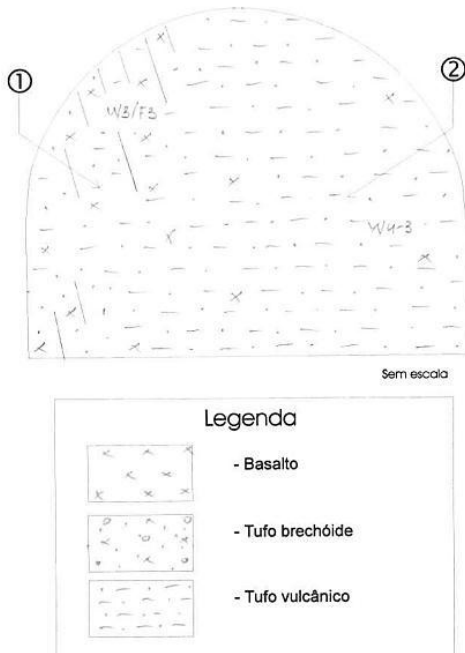 ① ②
W3/F3
W4-3
Sem escala
Legenda
- Basalto
- Tufo brechóide
- Tufo vulcânico